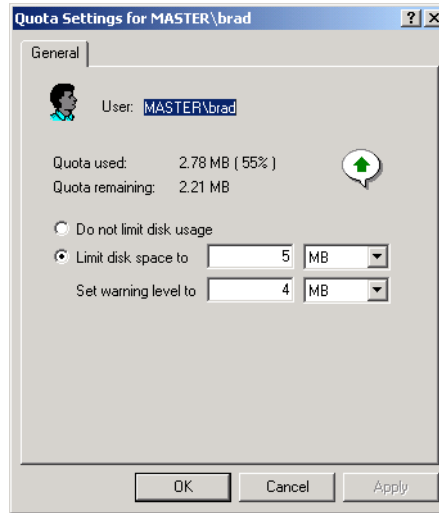 Quota Settings for MASTER\brad
General
User: MASTER\brad
Quota used: 2.78 MB ( 55% )
Quota remaining: 2.21 MB
Do not limit disk usage
Limit disk space to 5 MB
Set warning level to 4 MB
OK Cancel Apply